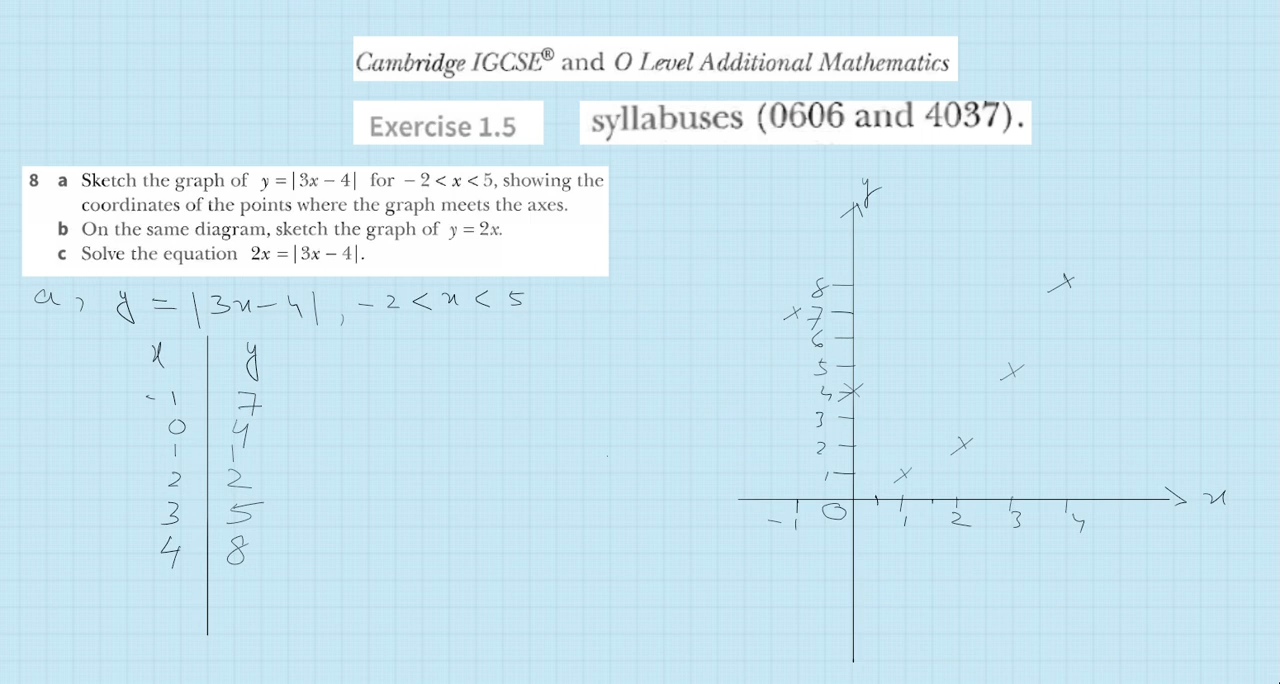 Cambridge IGCSE® and O Level Additional Mathematics
Exercise 1.5
syllabuses (0606 and 4037).
8 a Sketch the graph of y = |3x – 4| for – 2 < x < 5, showing the
coordinates of the points where the graph meets the axes.
b On the same diagram, sketch the graph of y = 2x.
c Solve the equation 2x = |3x – 4|.
a, y = |3x-4|, -2 < x < 5
x y
-1 7
0 4
1 1
2 2
3 5
4 8
y
8
7
6
5
4
3
2
1
-1 O 1 2 3 4 x